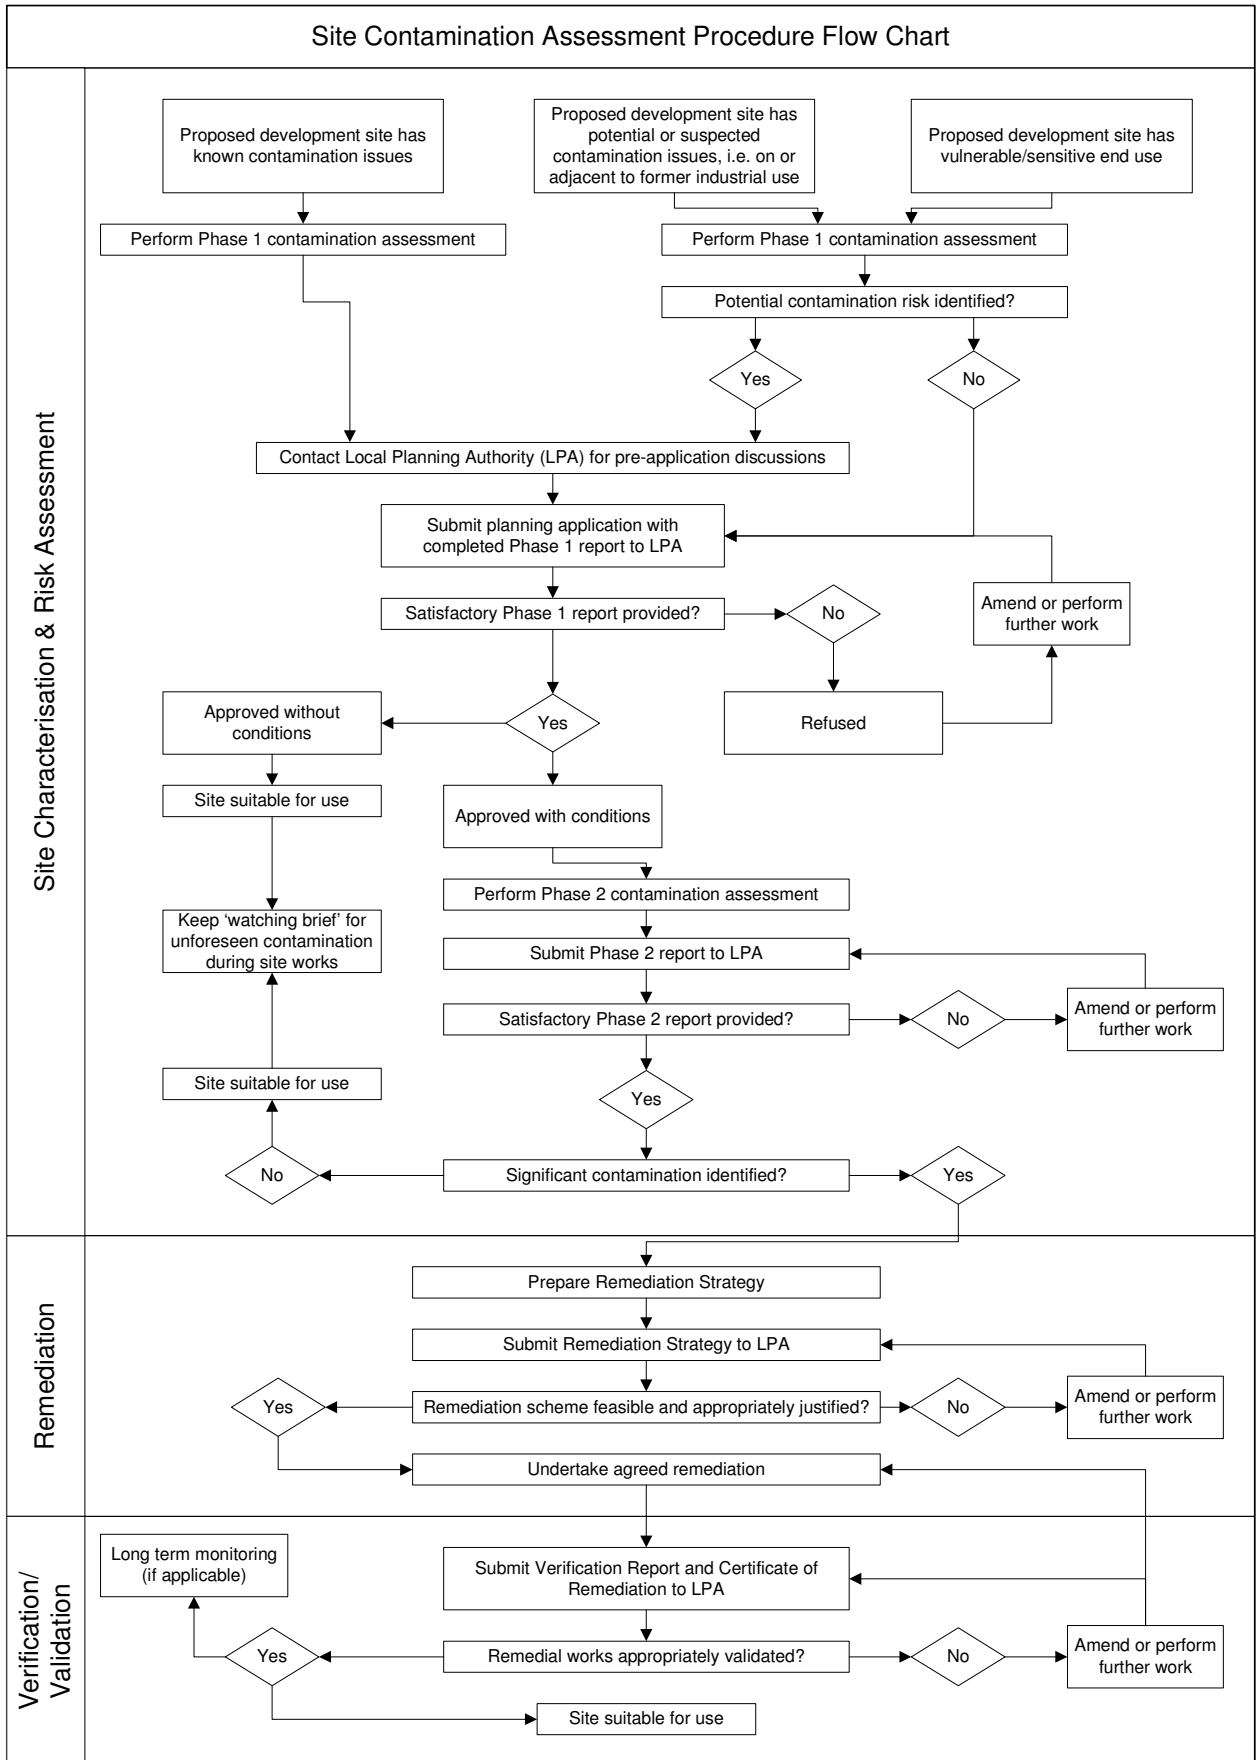 Site Contamination Assessment Procedure Flow Chart
Site Characterisation & Risk Assessment
Proposed development site has
known contamination issues
Proposed development site has
potential or suspected
contamination issues, i.e. on or
adjacent to former industrial use
Proposed development site has
vulnerable/sensitive end use
Perform Phase 1 contamination assessment
Perform Phase 1 contamination assessment
Potential contamination risk identified?
Yes
No
Contact Local Planning Authority (LPA) for pre-application discussions
Submit planning application with
completed Phase 1 report to LPA
Satisfactory Phase 1 report provided?
No
Amend or perform
further work
Approved without
conditions
Yes
Refused
Site suitable for use
Approved with conditions
Perform Phase 2 contamination assessment
Keep ‘watching brief’ for
unforeseen contamination
during site works
Submit Phase 2 report to LPA
Satisfactory Phase 2 report provided?
No
Amend or perform
further work
Site suitable for use
Yes
No
Significant contamination identified?
Yes
Remediation
Prepare Remediation Strategy
Submit Remediation Strategy to LPA
Yes
Remediation scheme feasible and appropriately justified?
No
Amend or perform
further work
Undertake agreed remediation
Verification/
Validation
Long term monitoring
(if applicable)
Submit Verification Report and Certificate of
Remediation to LPA
Yes
Remedial works appropriately validated?
No
Amend or perform
further work
Site suitable for use